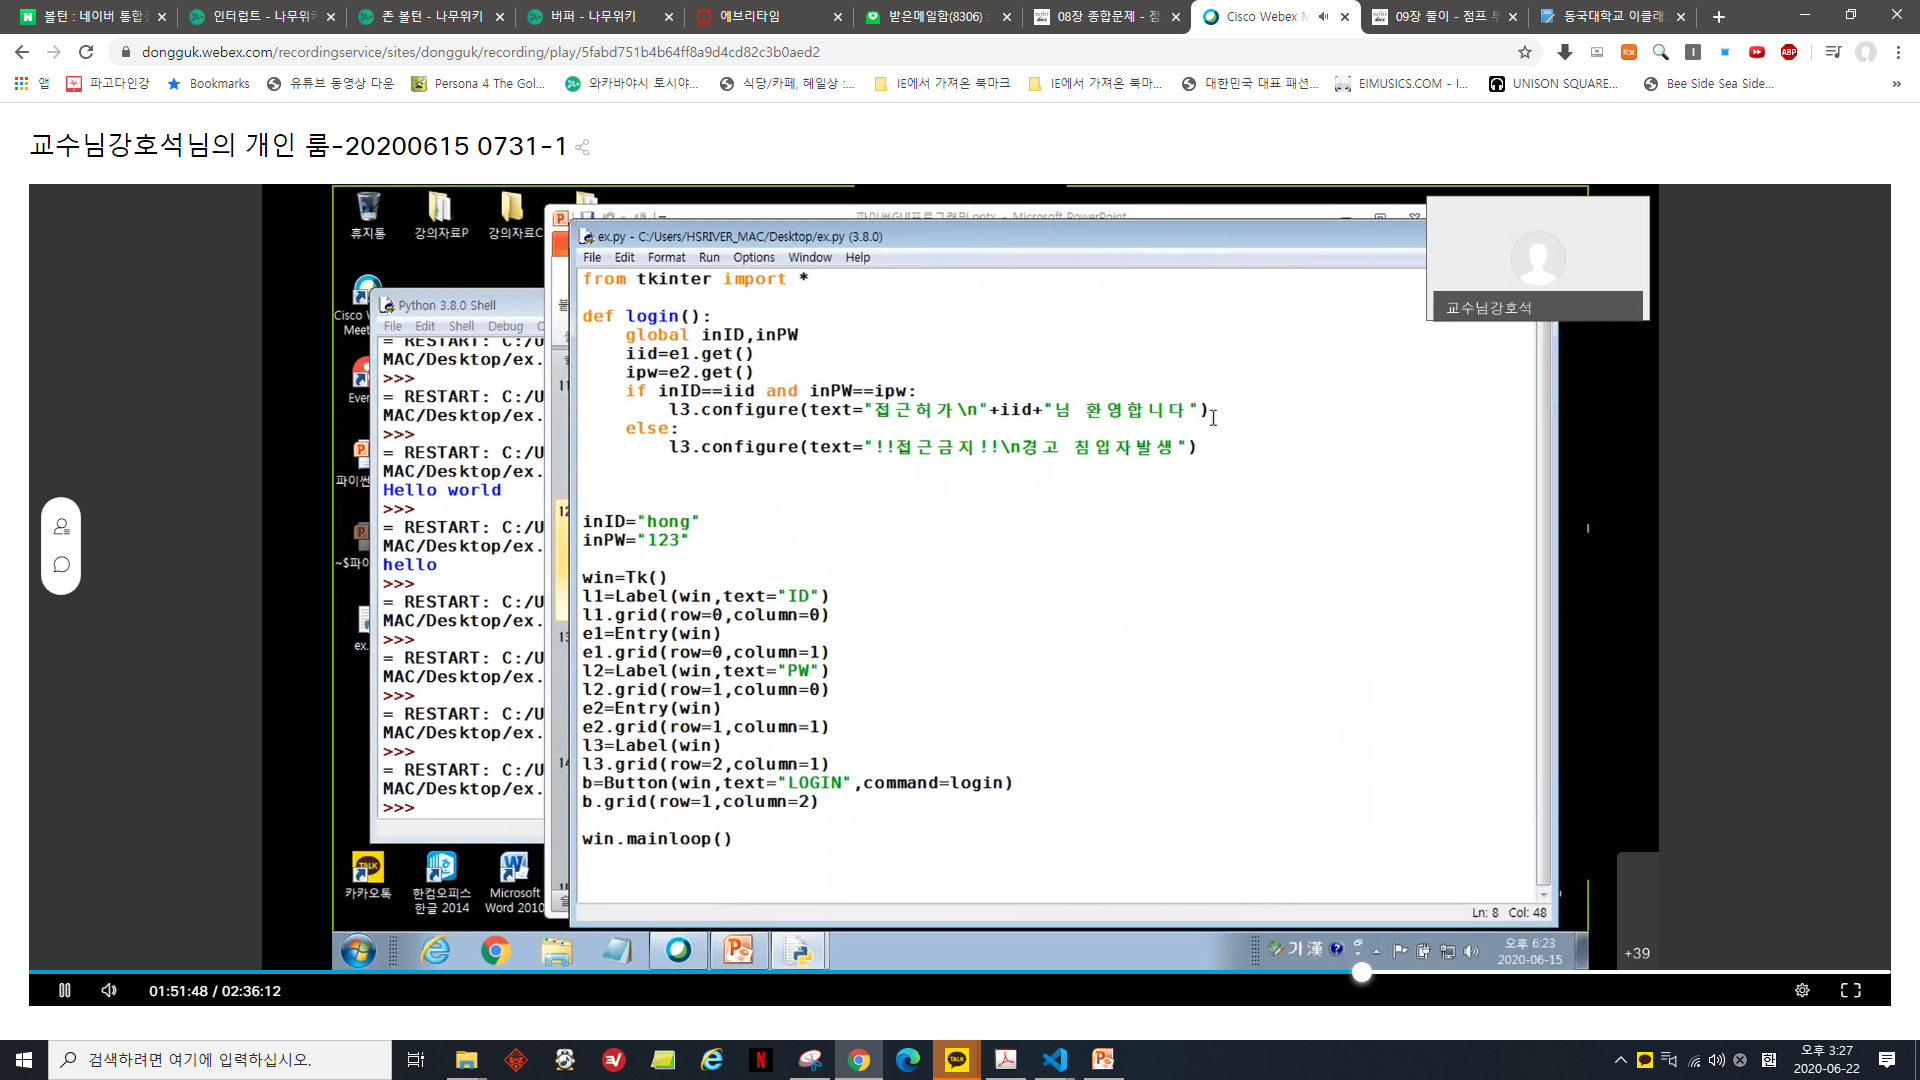 볼턴 : 네이버 통합
인터럽트 - 나무위키
존 볼턴 - 나무위키
버퍼 - 나무위키
에브리타임
받은메일함(8306)
08장 종합문제 - 점
Cisco Webex M
09장 풀이 - 점프 투
동국대학교 이클래
dongguk.webex.com/recordingservice/sites/dongguk/recording/play/5fabd751b4b64ff8a9d4cd82c3b0aed2
앱
파고다인강
Bookmarks
유튜브 동영상 다운
Persona 4 The Gol...
와카바야시 토시야...
식당/카페, 헤일상 :...
IE에서 가져온 북마크
IE에서 가져온 북마...
대한민국 대표 패션...
EIMUSICS.COM - I...
UNISON SQUARE...
Bee Side Sea Side...
교수님강호석님의 개인 룸-20200615 0731-1
휴지통
강의자료P
강의자료C
파이썬GUI프로그래밍.pptx - Microsoft PowerPoint
교수님강호석
ex.py - C:/Users/HSRIVER_MAC/Desktop/ex.py (3.8.0)
File Edit Format Run Options Window Help
from tkinter import *
def login():
    global inID,inPW
    iid=e1.get()
    ipw=e2.get()
    if inID==iid and inPW==ipw:
        l3.configure(text="접근허가\n"+iid+"님 환영합니다")
    else:
        l3.configure(text="!!접근금지!!\n경고 침입자발생")
inID="hong"
inPW="123"
win=Tk()
l1=Label(win,text="ID")
l1.grid(row=0,column=0)
e1=Entry(win)
e1.grid(row=0,column=1)
l2=Label(win,text="PW")
l2.grid(row=1,column=0)
e2=Entry(win)
e2.grid(row=1,column=1)
l3=Label(win)
l3.grid(row=2,column=1)
b=Button(win,text="LOGIN",command=login)
b.grid(row=1,column=2)
win.mainloop()
Ln: 8 Col: 48
Python 3.8.0 Shell
File Edit Shell Debug
= RESTART: C:/U
MAC/Desktop/ex.
>>>
= RESTART: C:/U
MAC/Desktop/ex.
>>>
= RESTART: C:/U
MAC/Desktop/ex.
Hello world
>>>
= RESTART: C:/U
MAC/Desktop/ex.
hello
>>>
= RESTART: C:/U
MAC/Desktop/ex.
>>>
= RESTART: C:/U
MAC/Desktop/ex.
>>>
= RESTART: C:/U
MAC/Desktop/ex.
>>>
= RESTART: C:/U
MAC/Desktop/ex.
>>>
Cisco W
Meet
Ever
파이썬
~$파이
ex.
11
12
13
14
15
카카오톡
한컴오피스
한글 2014
Microsoft
Word 2010
가 漢
오후 6:23
2020-06-15
+39
01:51:48 / 02:36:12
검색하려면 여기에 입력하십시오.
한
오후 3:27
2020-06-22